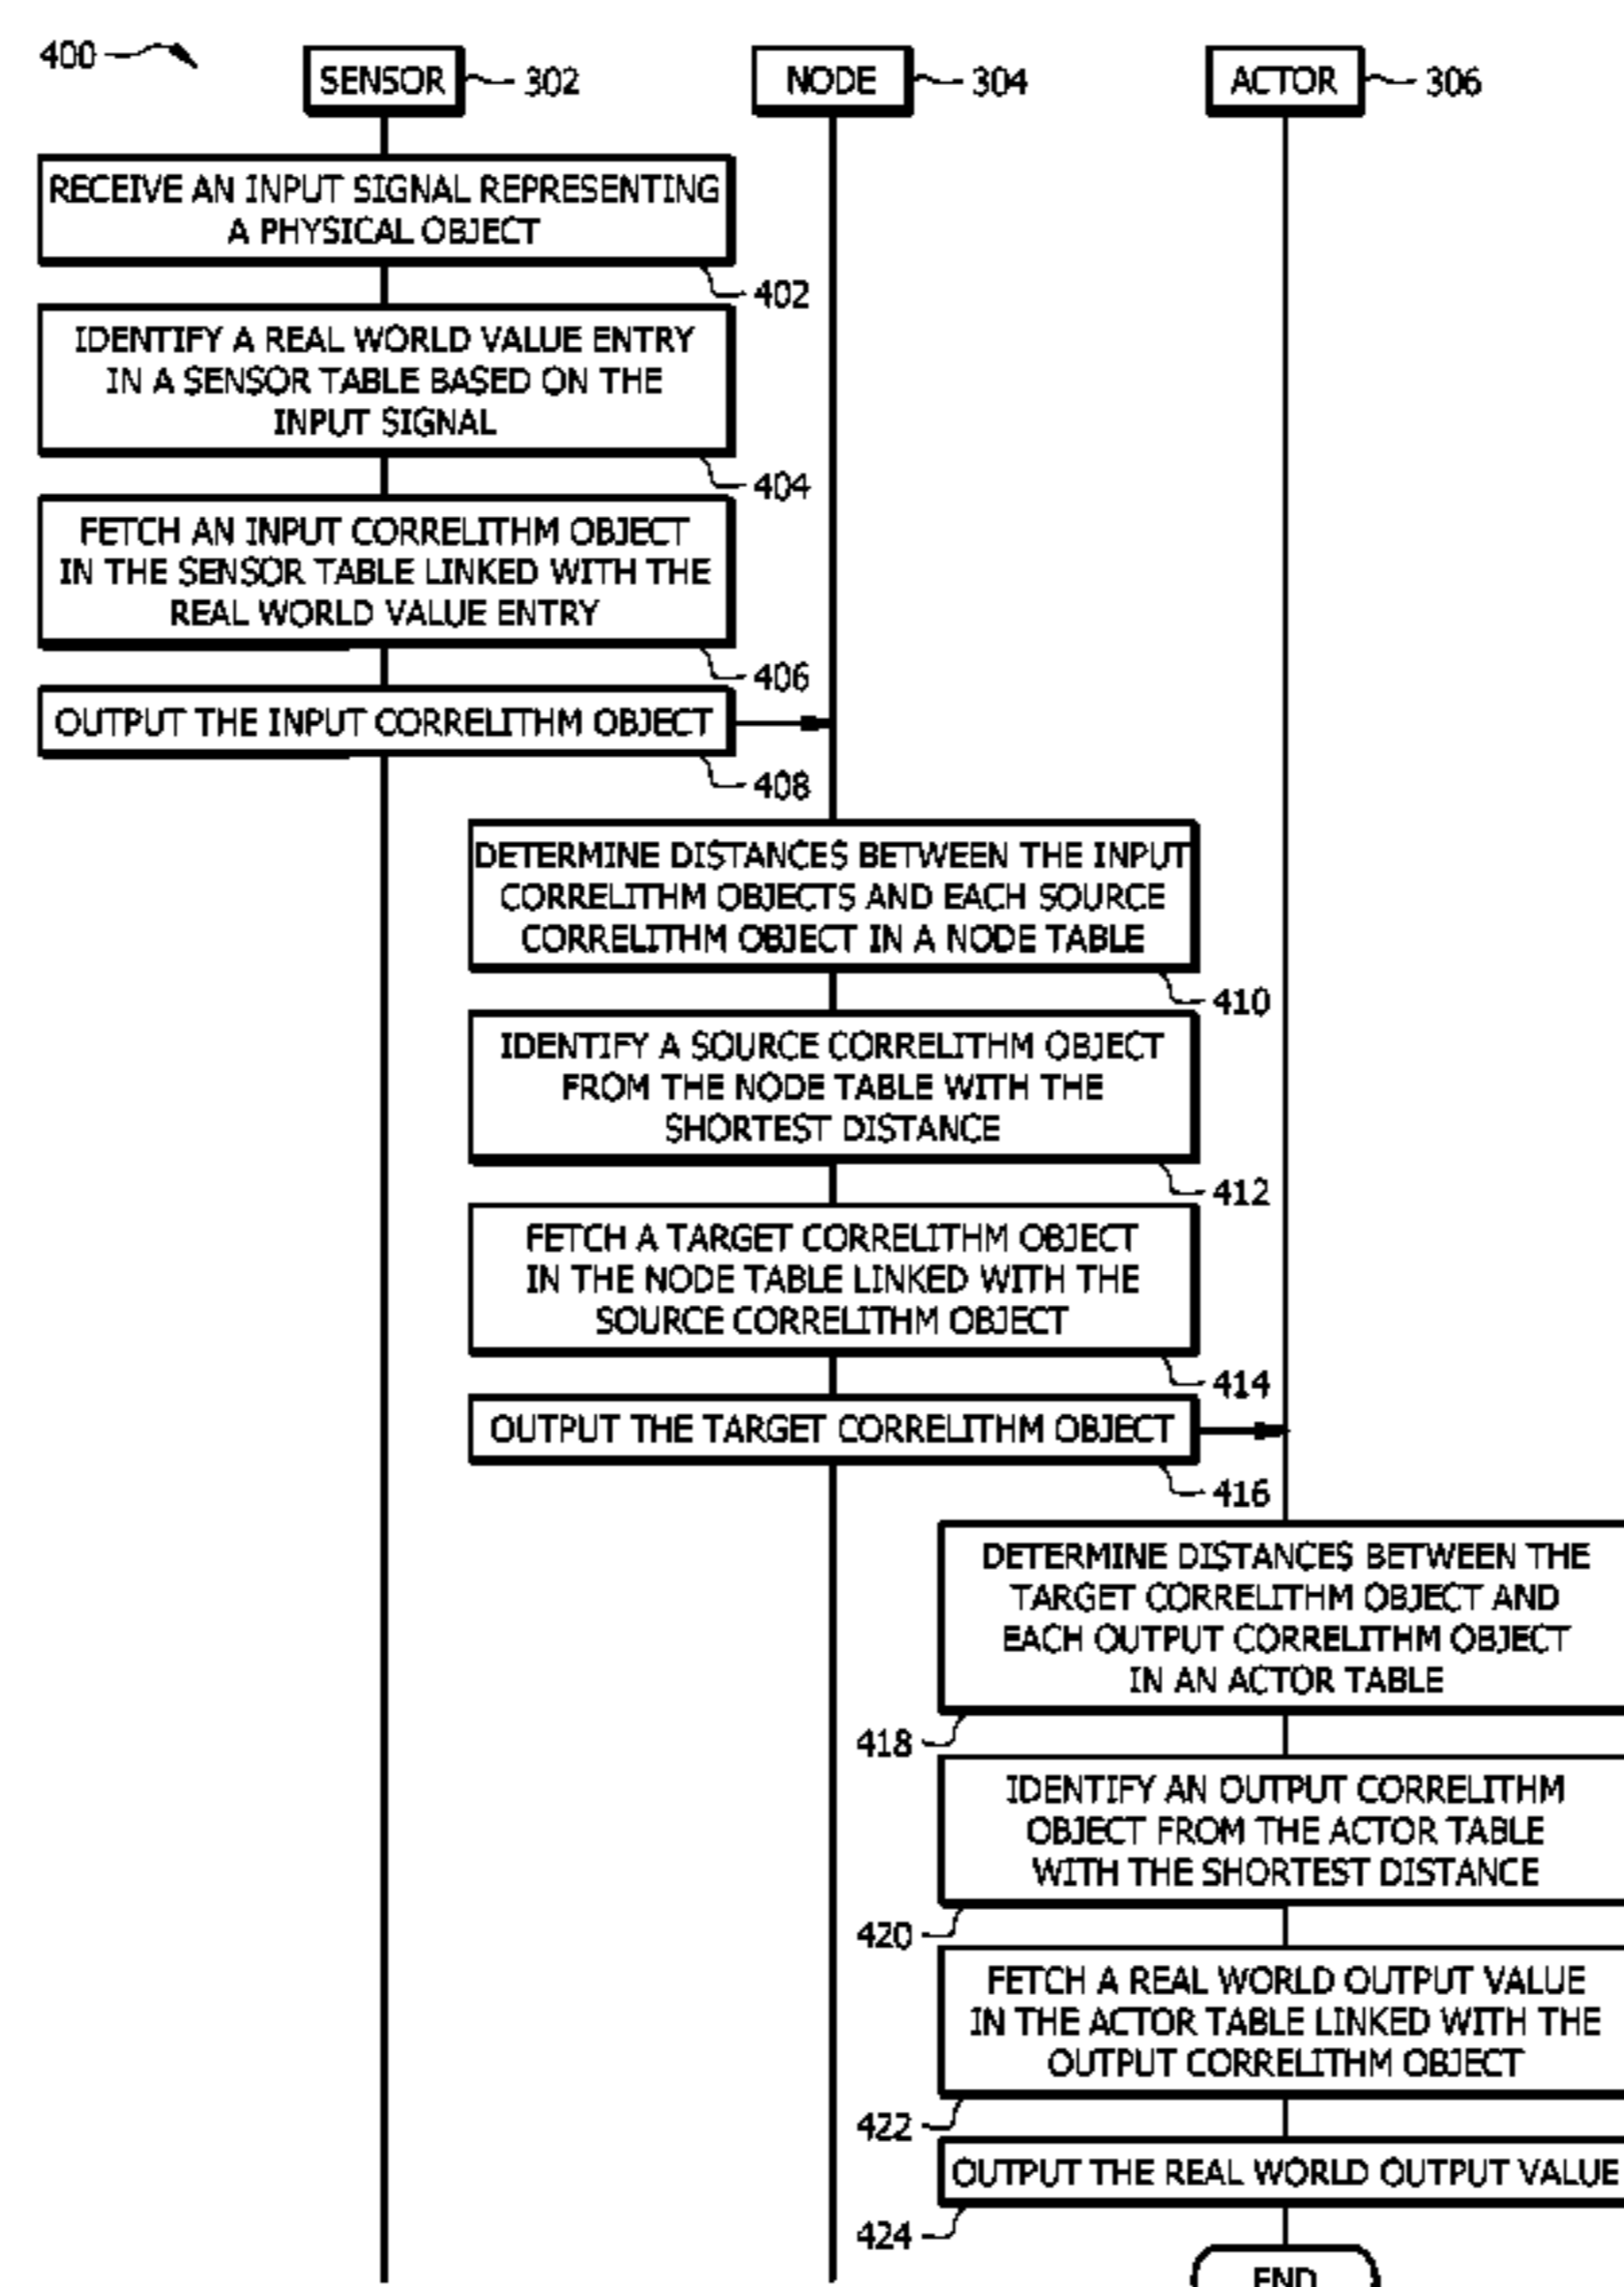 400
SENSOR
302
NODE
304
ACTOR
306
RECEIVE AN INPUT SIGNAL REPRESENTING
A PHYSICAL OBJECT
402
IDENTIFY A REAL WORLD VALUE ENTRY
IN A SENSOR TABLE BASED ON THE
INPUT SIGNAL
404
FETCH AN INPUT CORRELITHM OBJECT
IN THE SENSOR TABLE LINKED WITH THE
REAL WORLD VALUE ENTRY
406
OUTPUT THE INPUT CORRELITHM OBJECT
408
DETERMINE DISTANCES BETWEEN THE INPUT
CORRELITHM OBJECTS AND EACH SOURCE
CORRELITHM OBJECT IN A NODE TABLE
410
IDENTIFY A SOURCE CORRELITHM OBJECT
FROM THE NODE TABLE WITH THE
SHORTEST DISTANCE
412
FETCH A TARGET CORRELITHM OBJECT
IN THE NODE TABLE LINKED WITH THE
SOURCE CORRELITHM OBJECT
414
OUTPUT THE TARGET CORRELITHM OBJECT
416
DETERMINE DISTANCES BETWEEN THE
TARGET CORRELITHM OBJECT AND
EACH OUTPUT CORRELITHM OBJECT
IN AN ACTOR TABLE
418
IDENTIFY AN OUTPUT CORRELITHM
OBJECT FROM THE ACTOR TABLE
WITH THE SHORTEST DISTANCE
420
FETCH A REAL WORLD OUTPUT VALUE
IN THE ACTOR TABLE LINKED WITH THE
OUTPUT CORRELITHM OBJECT
422
OUTPUT THE REAL WORLD OUTPUT VALUE
424
END